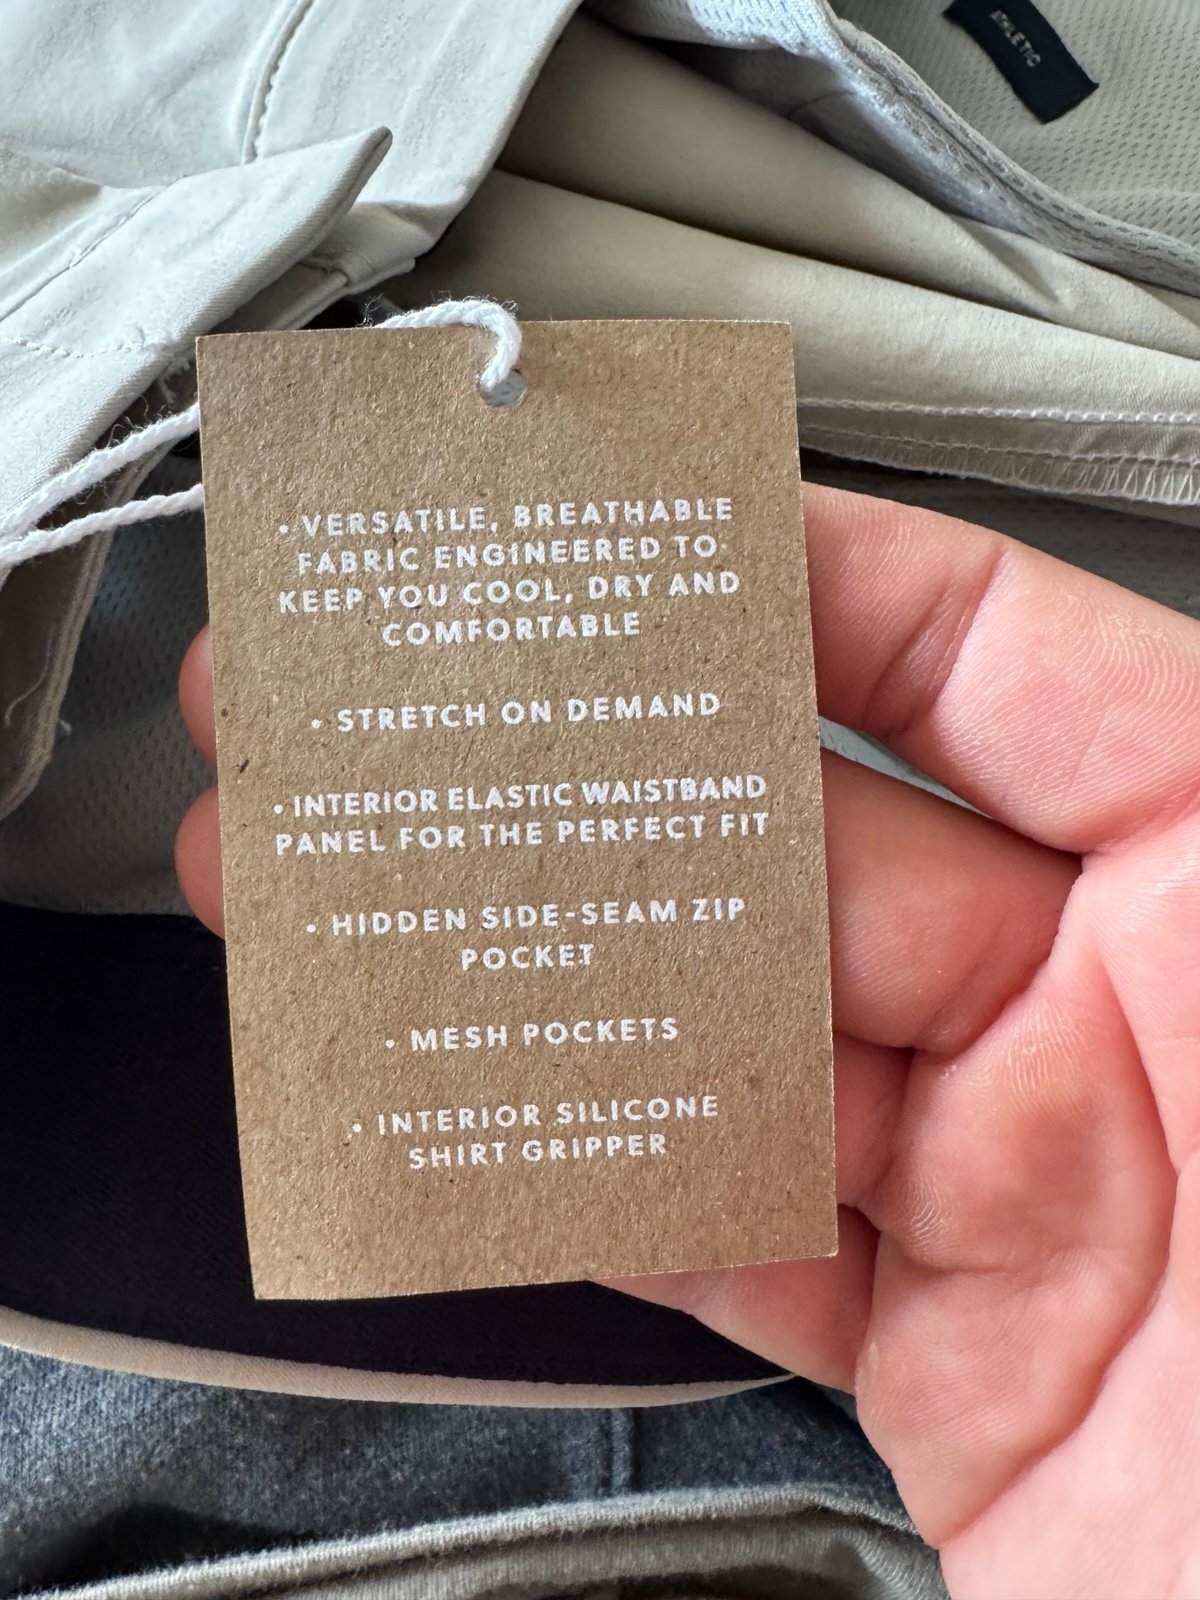 ATHLETIC
• VERSATILE, BREATHABLE
FABRIC ENGINEERED TO
KEEP YOU COOL, DRY AND
COMFORTABLE
• STRETCH ON DEMAND
• INTERIOR ELASTIC WAISTBAND
PANEL FOR THE PERFECT FIT
• HIDDEN SIDE-SEAM ZIP
POCKET
• MESH POCKETS
• INTERIOR SILICONE
SHIRT GRIPPER